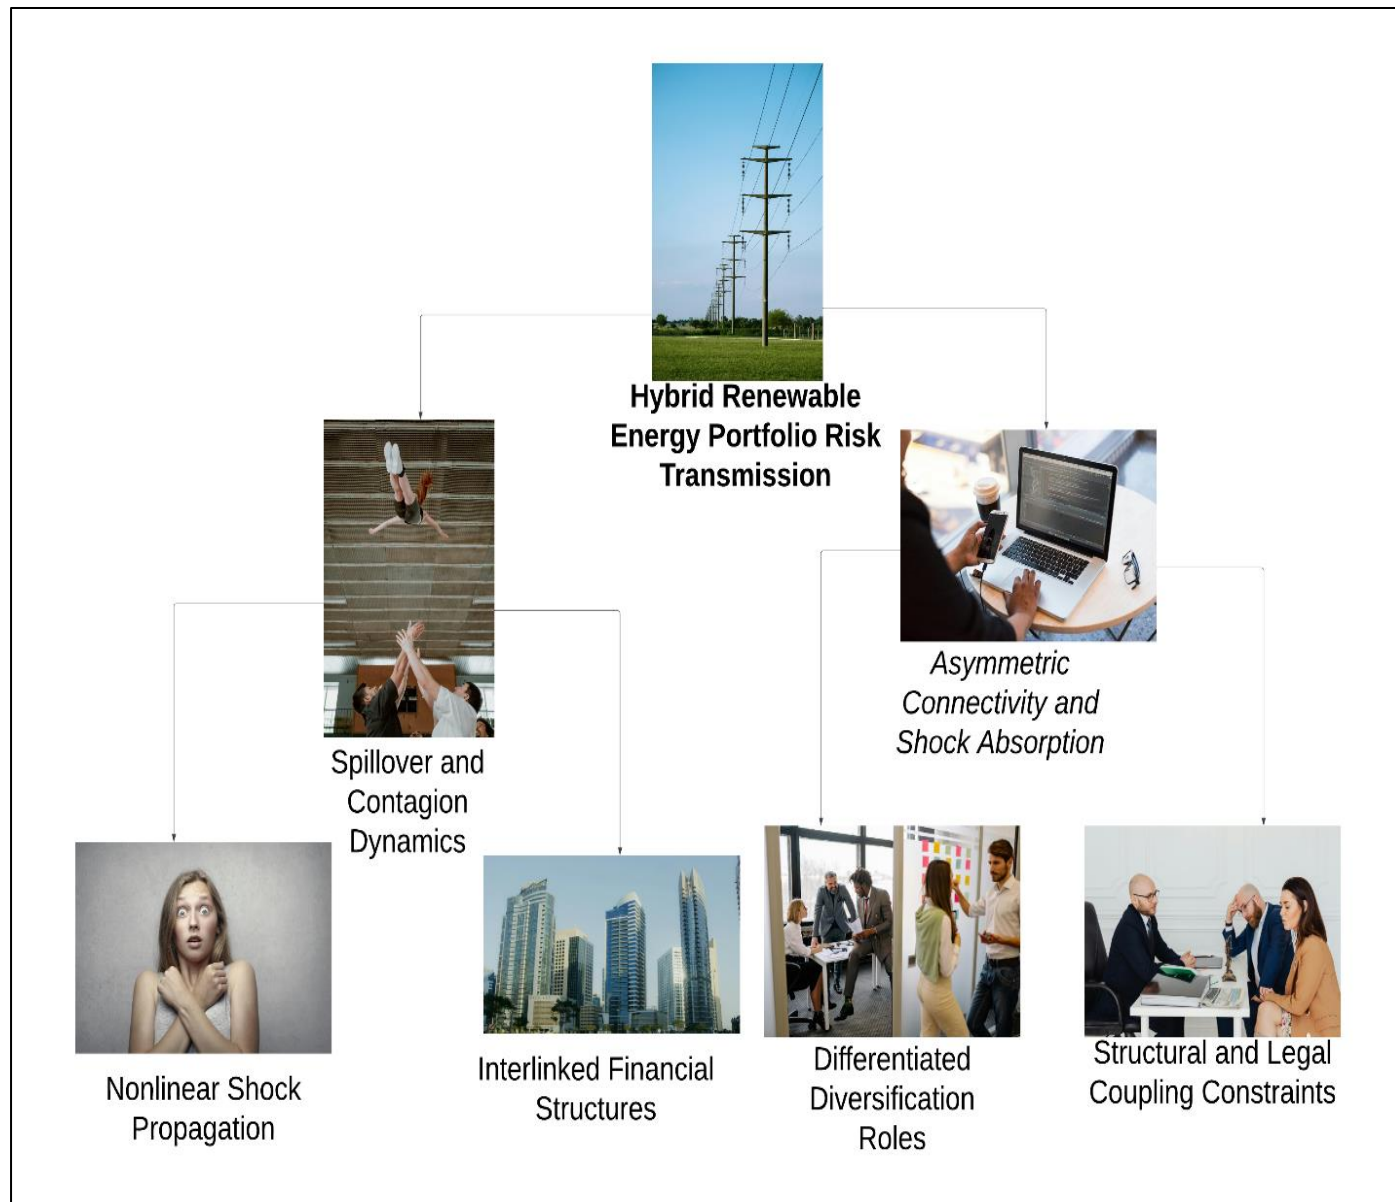 Hybrid Renewable
Energy Portfolio Risk
Transmission
Asymmetric
Connectivity and
Shock Absorption
Spillover and
Contagion
Dynamics
Nonlinear Shock
Propagation
Interlinked Financial
Structures
Differentiated
Diversification
Roles
Structural and Legal
Coupling Constraints